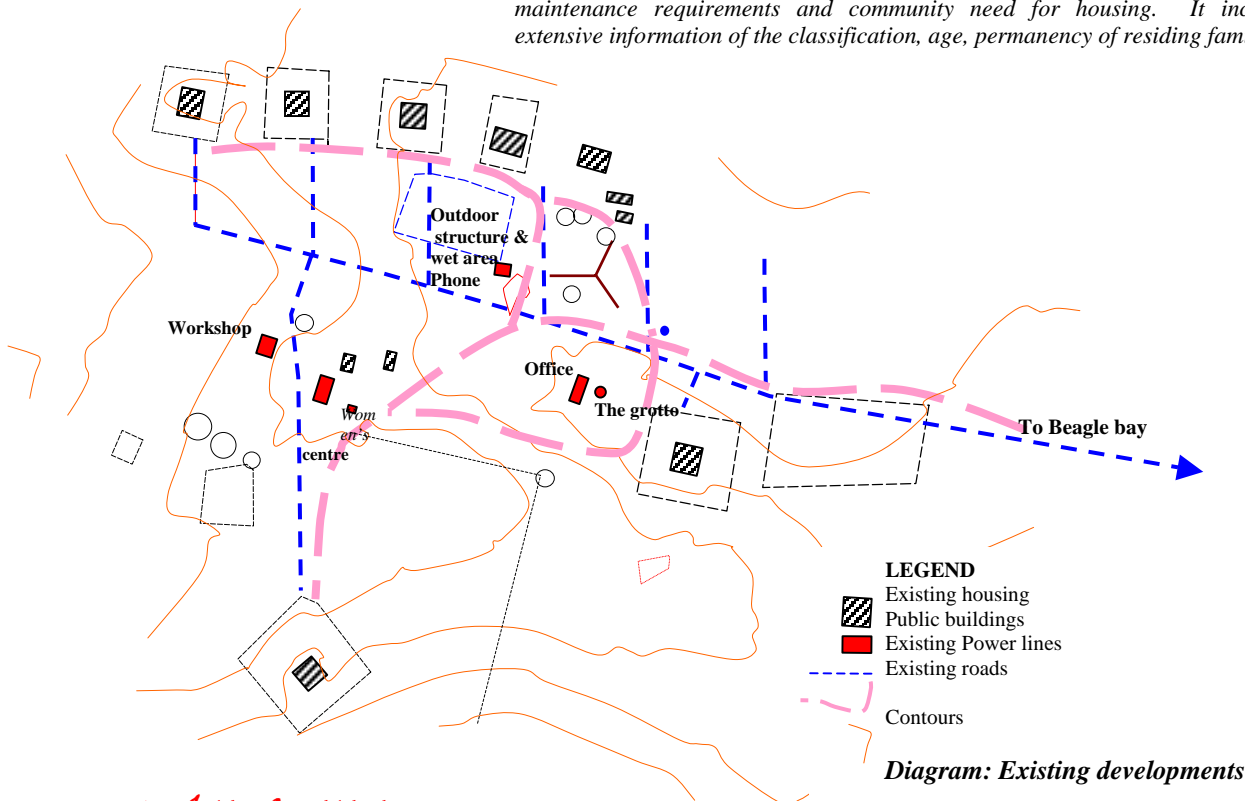 maintenance requirements and community need for housing. It inc
extensive information of the classification, age, permanency of residing fam
Outdoor
structure &
wet area
Phone
Workshop
Office
The grotto
Wom
en's
centre
To Beagle bay
LEGEND
Existing housing
Public buildings
Existing Power lines
Existing roads
Contours
Diagram: Existing developments